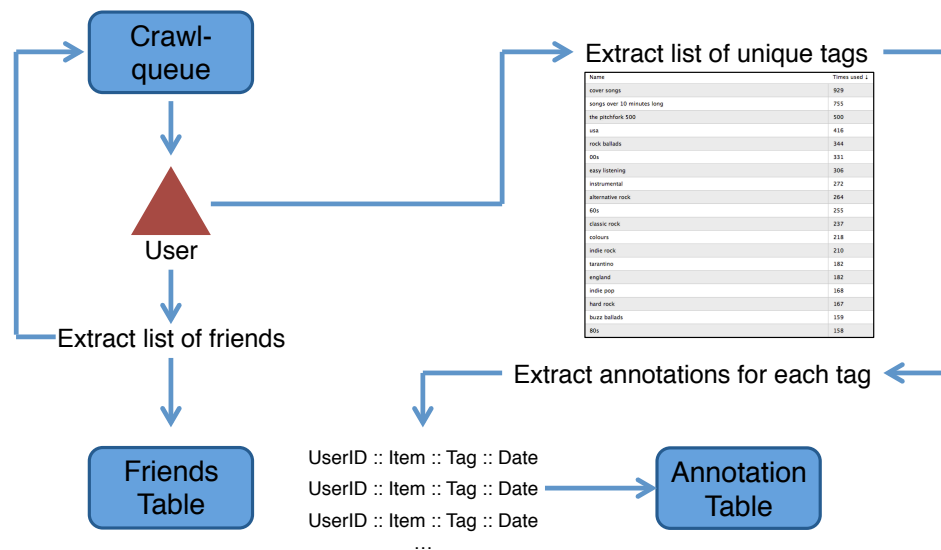 Crawl-
queue
User
Extract list of friends
Friends
Table
Extract list of unique tags
Name Times used ↓
cover songs 929
songs over 10 minutes long 755
the pitchfork 500 500
usa 416
rock ballads 344
00s 331
easy listening 306
instrumental 272
alternative rock 264
60s 255
classic rock 237
colours 218
indie rock 210
tarantino 182
england 182
indie pop 168
hard rock 167
buzz ballads 159
80s 158
Extract annotations for each tag
UserID :: Item :: Tag :: Date
UserID :: Item :: Tag :: Date
UserID :: Item :: Tag :: Date
...
Annotation
Table